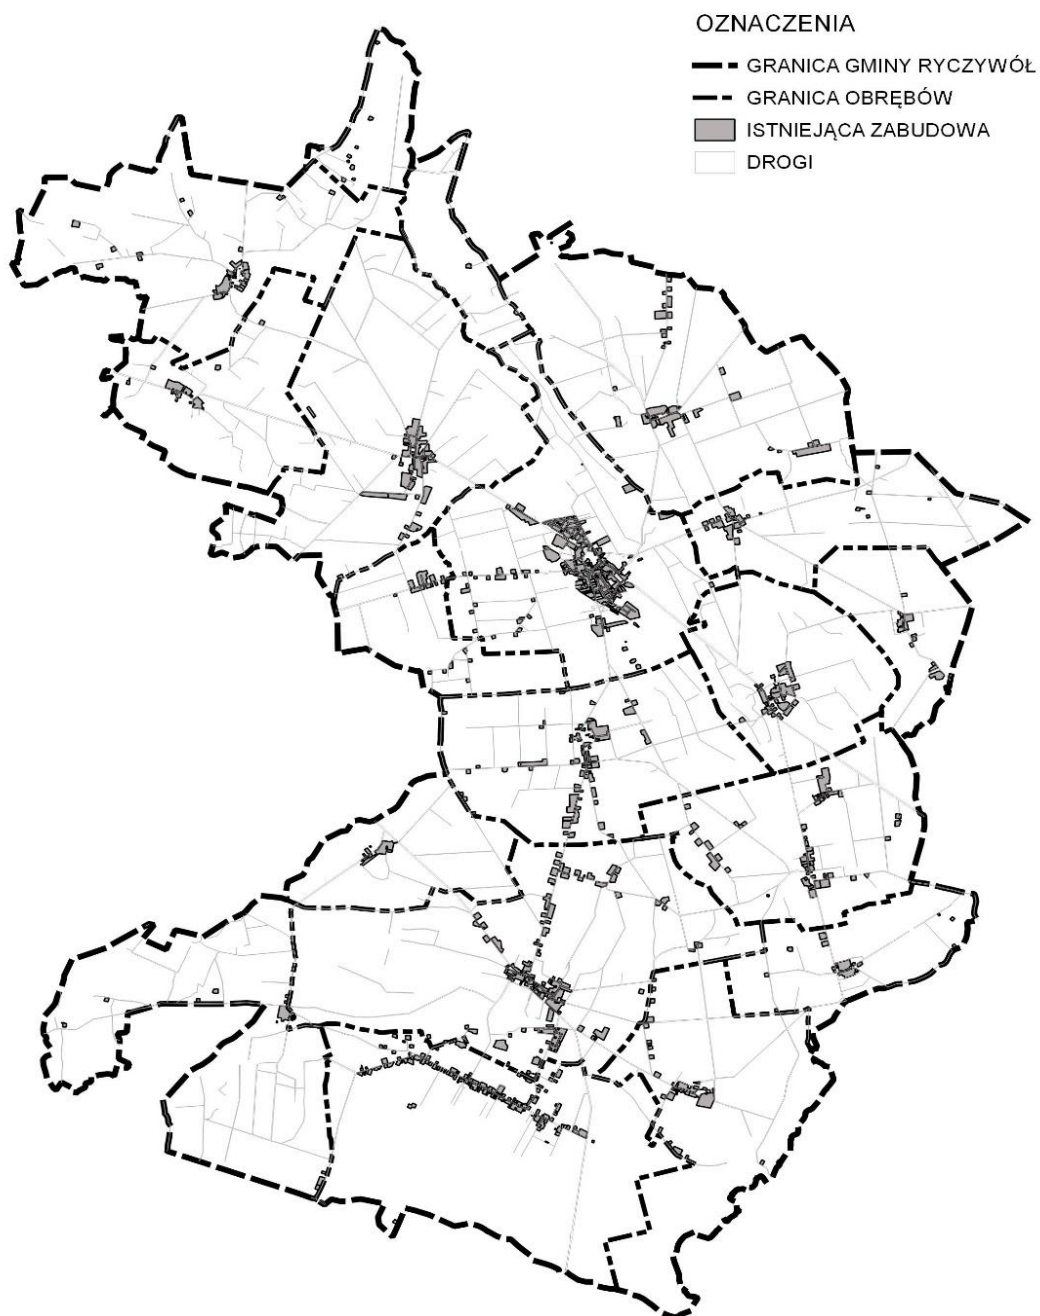 OZNACZENIA
GRANICA GMINY RYCZYWÓŁ
GRANICA OBRĘBÓW
ISTNIEJĄCA ZABUDOWA
DROGI